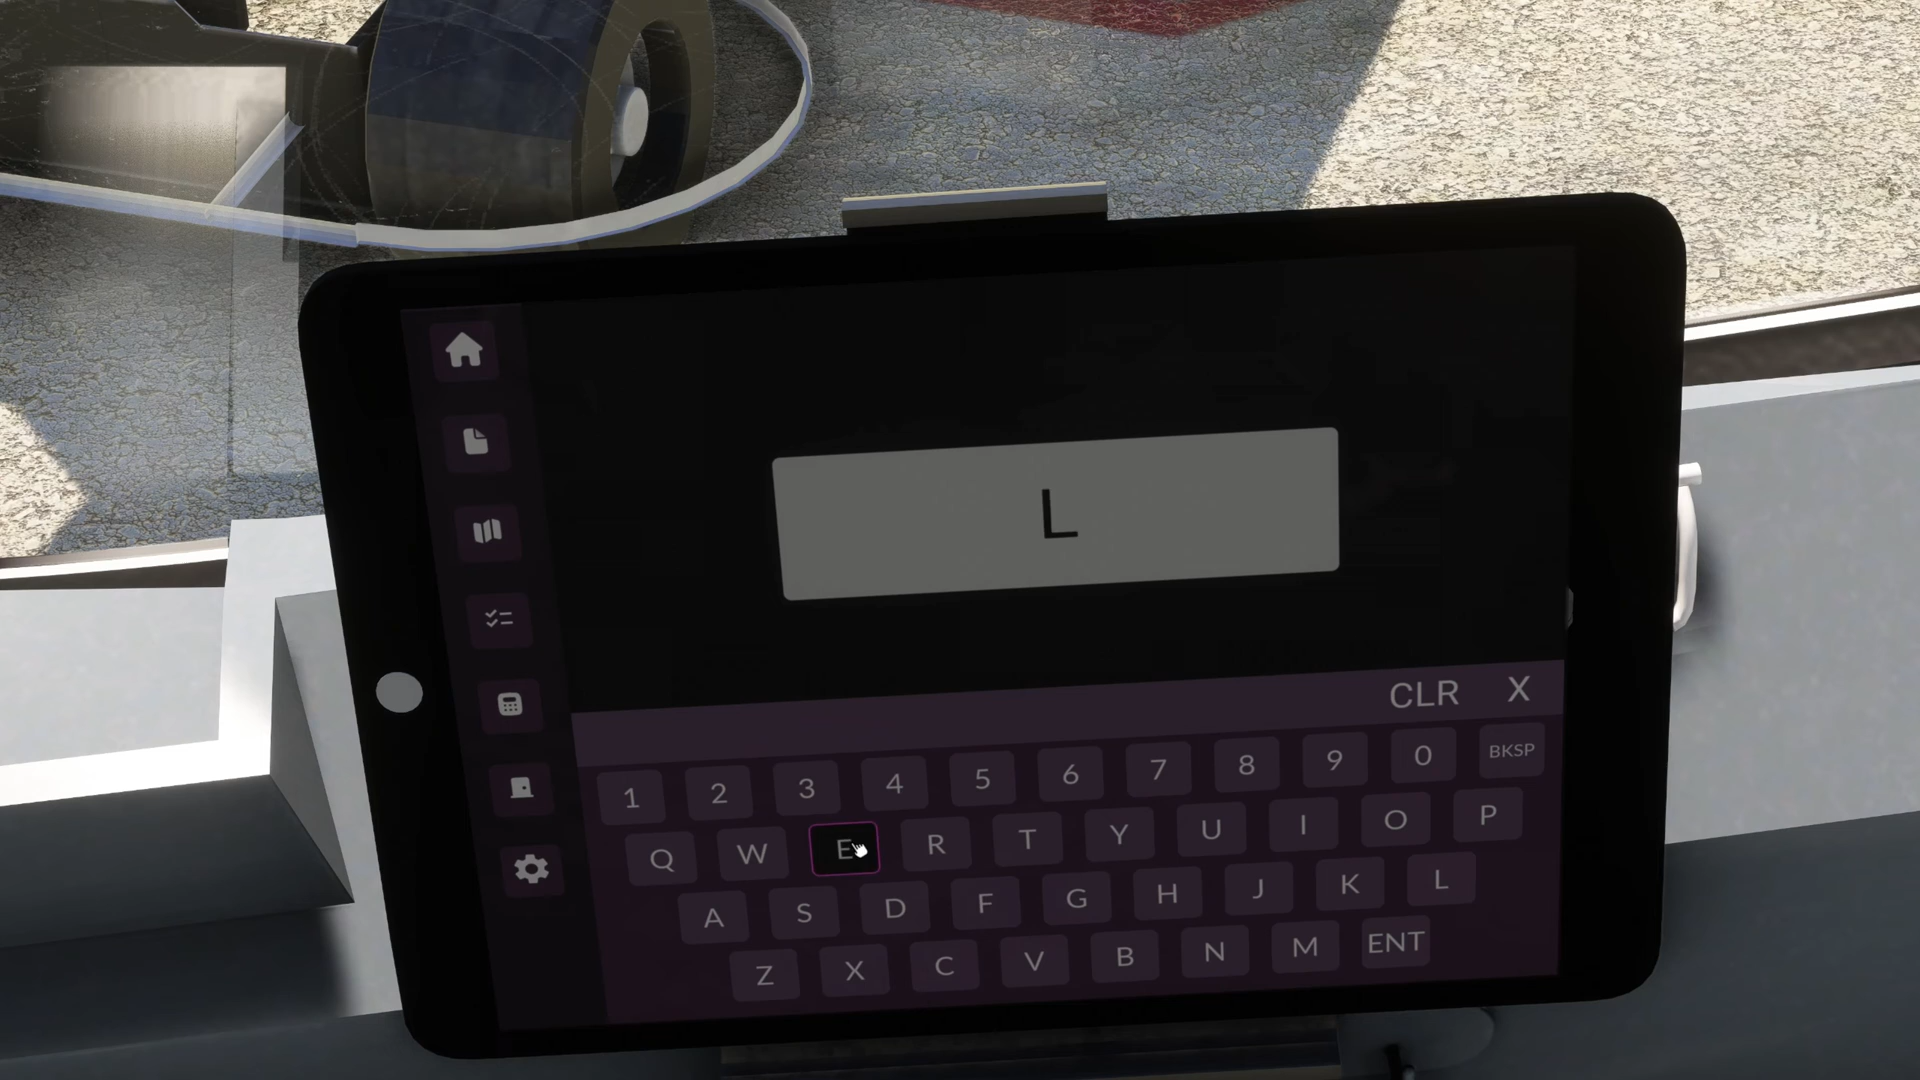 L
CLR X
1 2 3 4 5 6 7 8 9 0 BKSP
Q W E R T Y U I O P
A S D F G H J K L
Z X C V B N M ENT